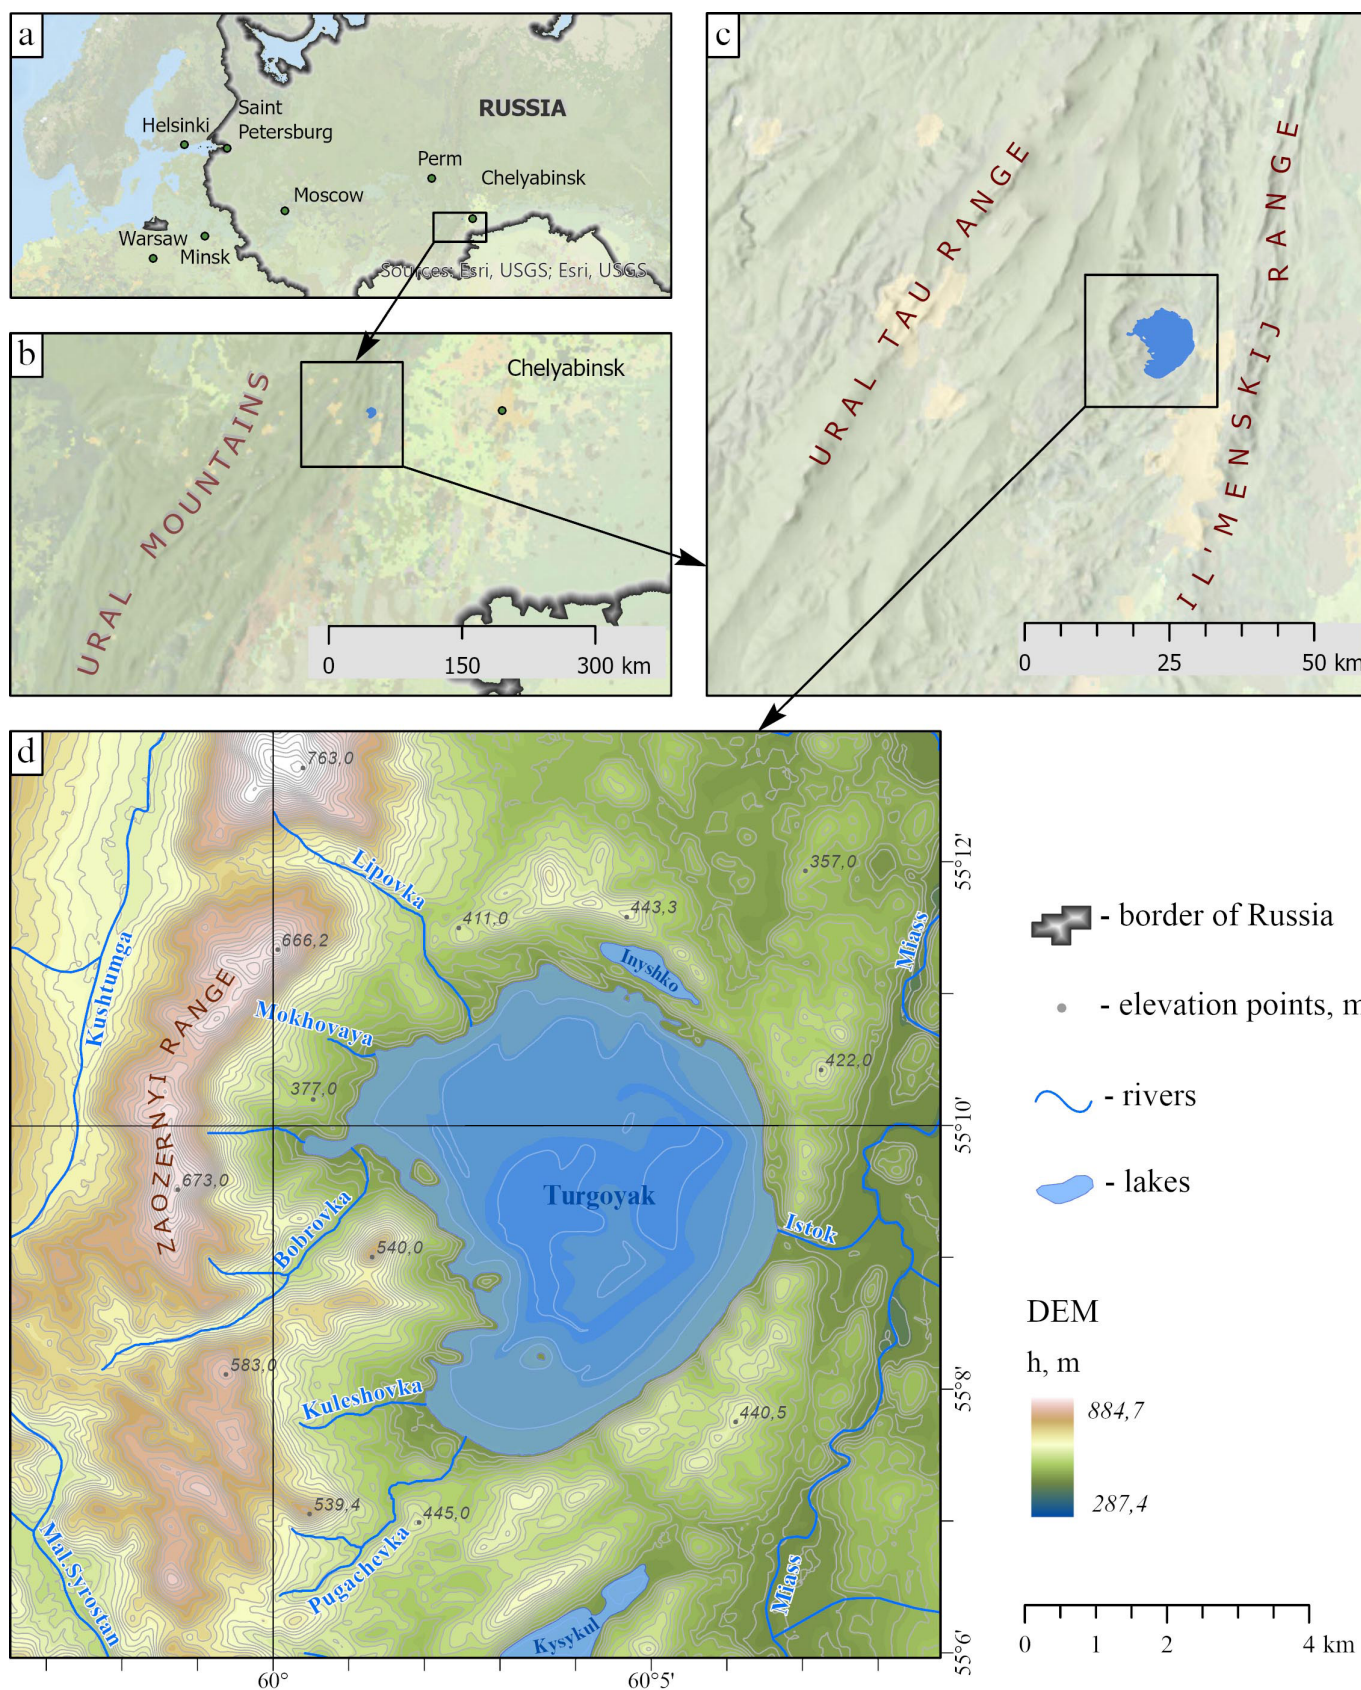 a
Helsinki
Saint
Petersburg
RUSSIA
Perm
Chelyabinsk
Moscow
Warsaw
Minsk
Sources: Esri, USGS; Esri, USGS
b
Chelyabinsk
URAL MOUNTAINS
0 150 300 km
c
URAL TAU RANGE
IL'MENSKIJ RANGE
0 25 50 km
d
763,0
Lipovka
357,0
55°12'
411,0
443,3
Miass
Kushtumga
666,2
Inyshko
Mokhovaya
ZAOZERNYI RANGE
377,0
422,0
55°10'
673,0
Turgoyak
Bobrovka
Istok
540,0
583,0
Kuleshovka
440,5
55°8'
539,4
445,0
Mal.Syrostan
Pugachevka
Miass
Kysykul
55°6'
60°
60°5'
- border of Russia
- elevation points, m
- rivers
- lakes
DEM
h, m
884,7
287,4
0 1 2 4 km